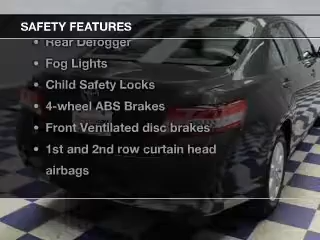 SAFETY FEATURES
• Rear Defogger
• Fog Lights
• Child Safety Locks
• 4-wheel ABS Brakes
• Front Ventilated disc brakes
• 1st and 2nd row curtain head
airbags